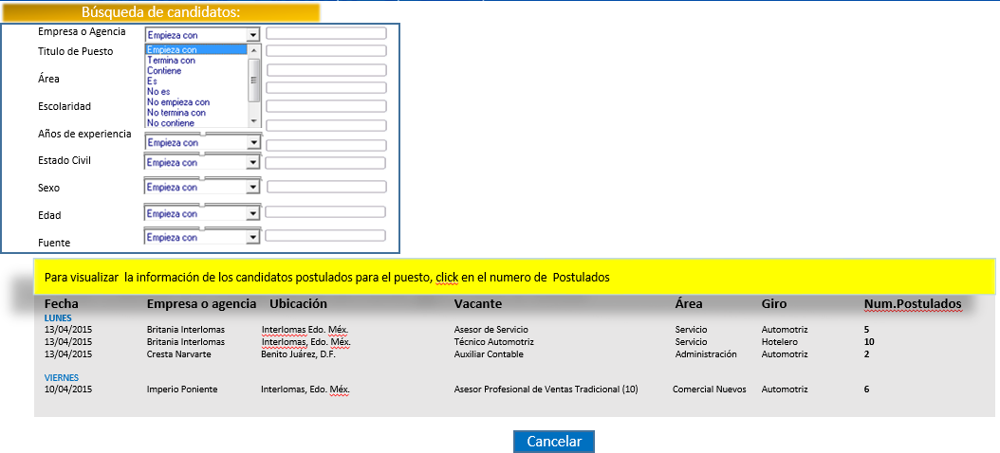 Búsqueda de candidatos:
Empresa o Agencia Empieza con
Titulo de Puesto Empieza con
Termina con
Contiene
Área Es
No es
Escolaridad No empieza con
No termina con
No contiene
Años de experiencia Empieza con
Estado Civil Empieza con
Sexo Empieza con
Edad Empieza con
Fuente Empieza con
Para visualizar la información de los candidatos postulados para el puesto, click en el numero de Postulados
Fecha Empresa o agencia Ubicación Vacante Área Giro Num.Postulados
LUNES
13/04/2015 Britania Interlomas Interlomas Edo. Méx. Asesor de Servicio Servicio Automotriz 5
13/04/2015 Britania Interlomas Interlomas, Edo. Méx. Técnico Automotriz Servicio Hotelero 10
13/04/2015 Cresta Narvarte Benito Juárez, D.F. Auxiliar Contable Administración Automotriz 2
VIERNES
10/04/2015 Imperio Poniente Interlomas, Edo. Méx. Asesor Profesional de Ventas Tradicional (10) Comercial Nuevos Automotriz 6
Cancelar